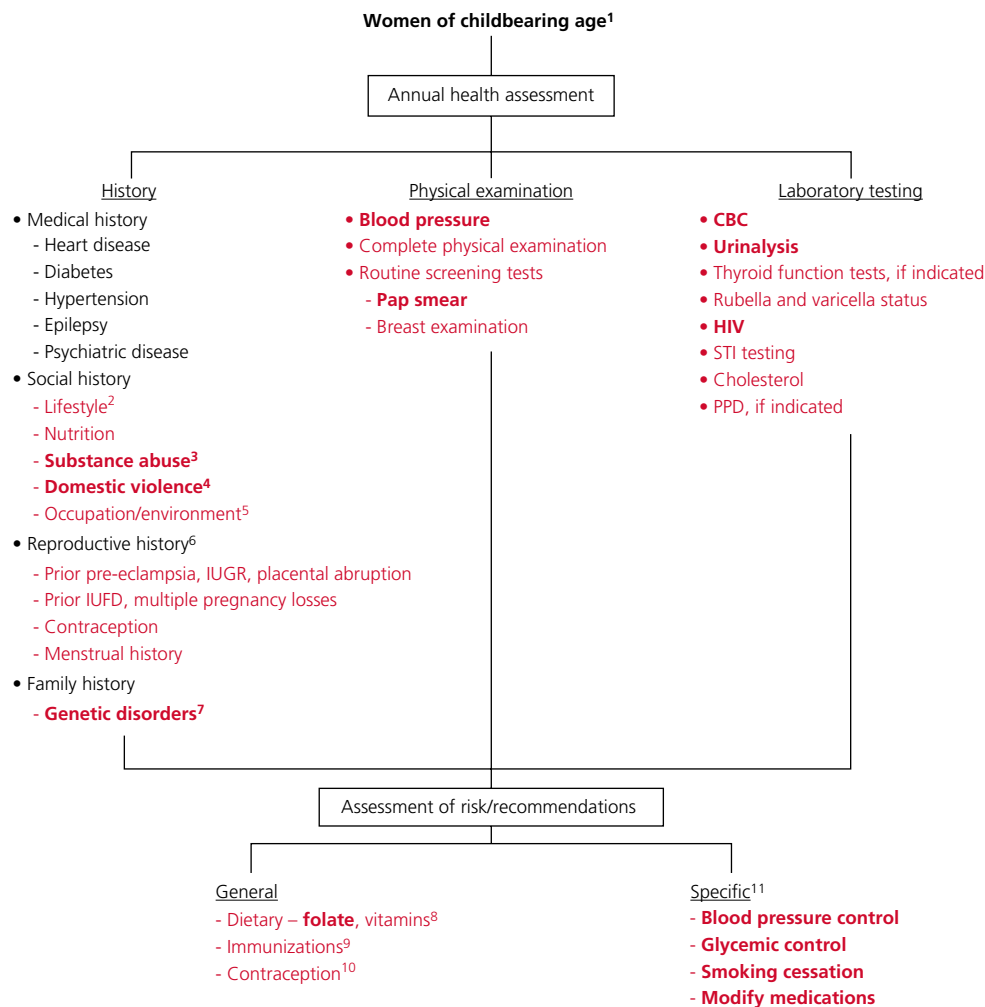 Women of childbearing age¹
Annual health assessment
History
• Medical history
- Heart disease
- Diabetes
- Hypertension
- Epilepsy
- Psychiatric disease
• Social history
- Lifestyle²
- Nutrition
- Substance abuse³
- Domestic violence⁴
- Occupation/environment⁵
• Reproductive history⁶
- Prior pre-eclampsia, IUGR, placental abruption
- Prior IUFD, multiple pregnancy losses
- Contraception
- Menstrual history
• Family history
- Genetic disorders⁷
Physical examination
• Blood pressure
• Complete physical examination
• Routine screening tests
- Pap smear
- Breast examination
Laboratory testing
• CBC
• Urinalysis
• Thyroid function tests, if indicated
• Rubella and varicella status
• HIV
• STI testing
• Cholesterol
• PPD, if indicated
Assessment of risk/recommendations
General
- Dietary – folate, vitamins⁸
- Immunizations⁹
- Contraception¹⁰
Specific¹¹
- Blood pressure control
- Glycemic control
- Smoking cessation
- Modify medications